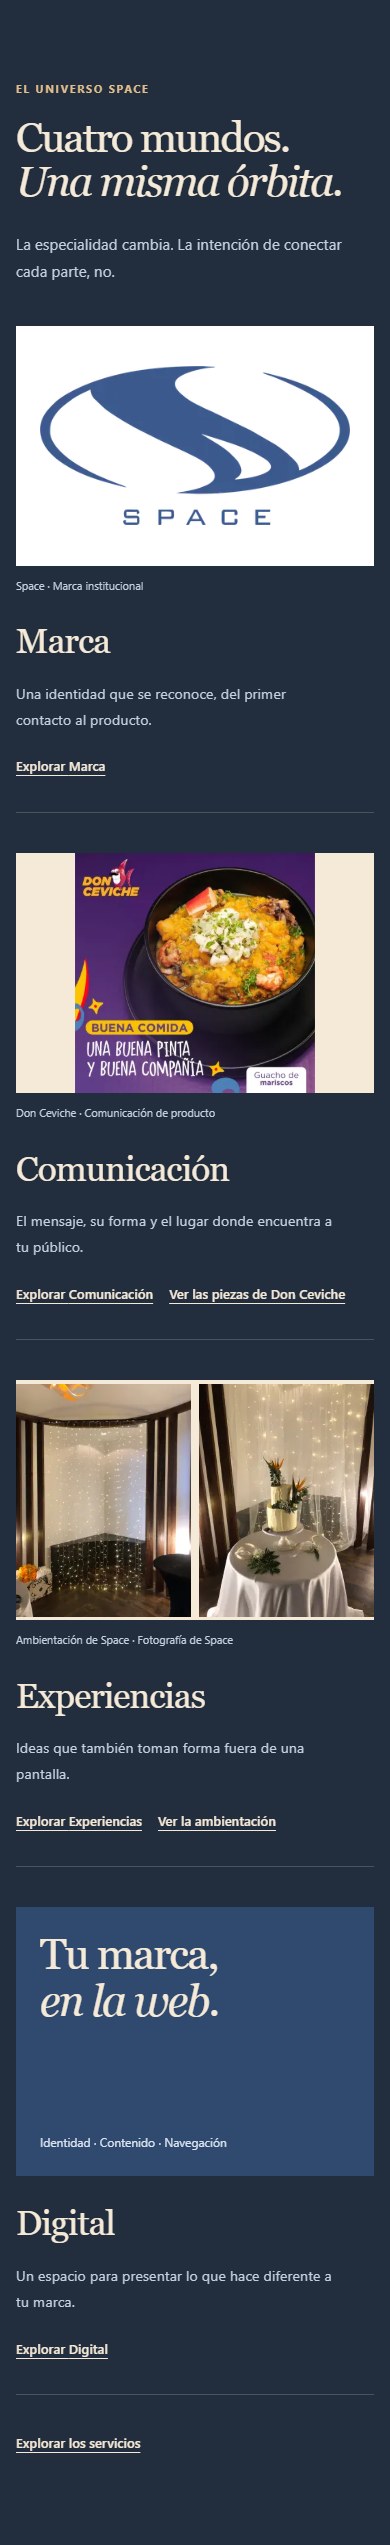 EL UNIVERSO SPACE
Cuatro mundos.
Una misma órbita.
La especialidad cambia. La intención de conectar
cada parte, no.
SPACE
Space · Marca institucional
Marca
Una identidad que se reconoce, del primer
contacto al producto.
Explorar Marca
DON
CEVICHE
BUENA COMIDA
UNA BUENA PINTA
Y BUENA COMPAÑÍA
Guacho de
mariscos
Don Ceviche · Comunicación de producto
Comunicación
El mensaje, su forma y el lugar donde encuentra a
tu público.
Explorar Comunicación Ver las piezas de Don Ceviche
Ambientación de Space · Fotografía de Space
Experiencias
Ideas que también toman forma fuera de una
pantalla.
Explorar Experiencias Ver la ambientación
Tu marca,
en la web.
Identidad · Contenido · Navegación
Digital
Un espacio para presentar lo que hace diferente a
tu marca.
Explorar Digital
Explorar los servicios